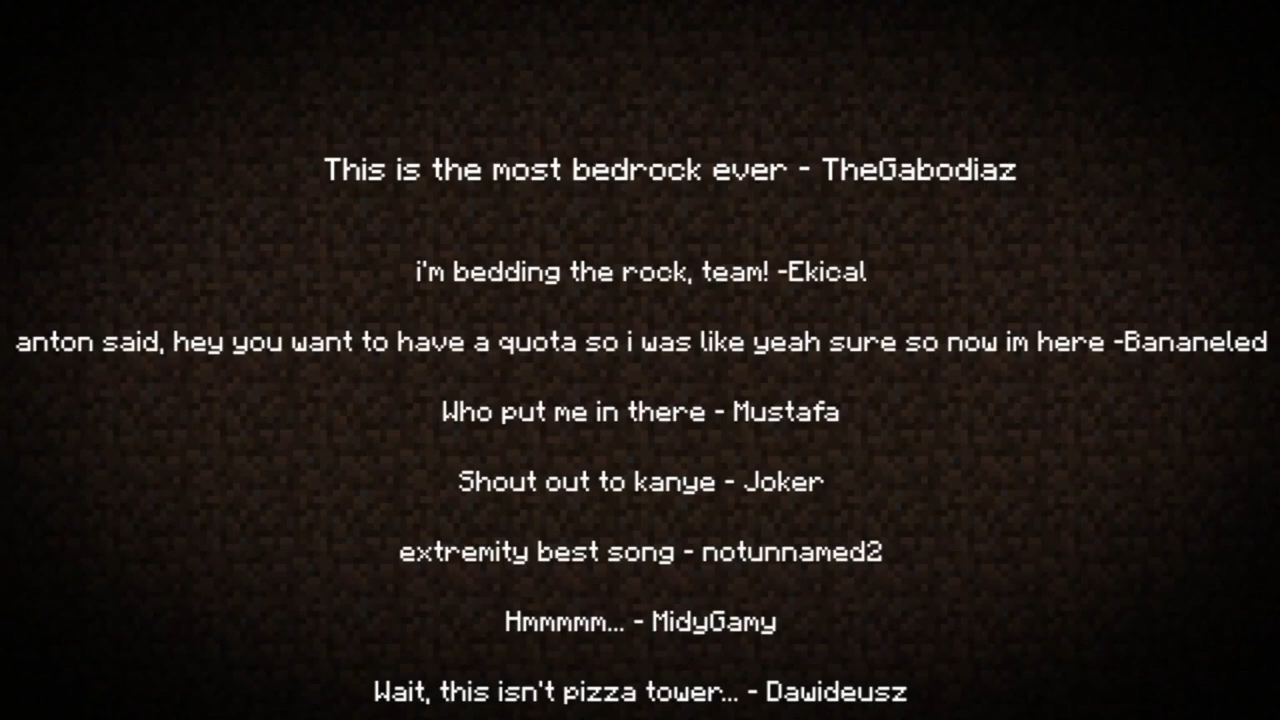 This is the most bedrock ever - TheGabodiaz
i'm bedding the rock, team! -Ekical
anton said, hey you want to have a quota so i was like yeah sure so now im here -Bananeled
Who put me in there - Mustafa
Shout out to kanye - Joker
extremity best song - notunnamed2
Hmmmmm... - MidyGamy
Wait, this isn't pizza tower... - Dawideusz